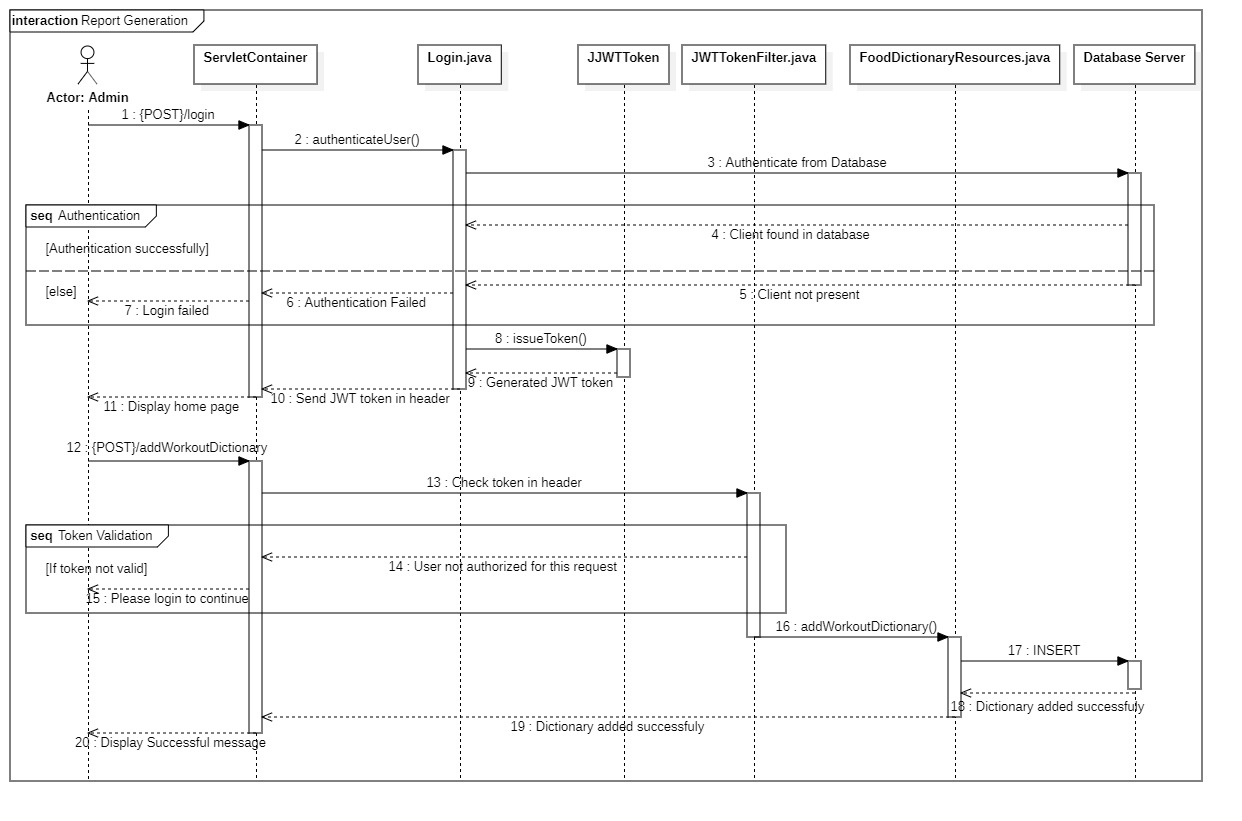 interaction Report Generation
ServletContainer
Login.java
JJWTToken
JWTTokenFilter.java
FoodDictionaryResources.java
Database Server
Actor: Admin
1 : {POST}/login
2 : authenticateUser()
3 : Authenticate from Database
seq Authentication
4 : Client found in database
[Authentication successfully]
[else]
5 : Client not present
6 : Authentication Failed
7 : Login failed
8 : issueToken()
9 : Generated JWT token
10 : Send JWT token in header
11 : Display home page
12 : {POST}/addWorkoutDictionary
13 : Check token in header
seq Token Validation
14 : User not authorized for this request
[If token not valid]
15 : Please login to continue
16 : addWorkoutDictionary()
17 : INSERT
18 : Dictionary added successfuly
19 : Dictionary added successfuly
20 : Display Successful message